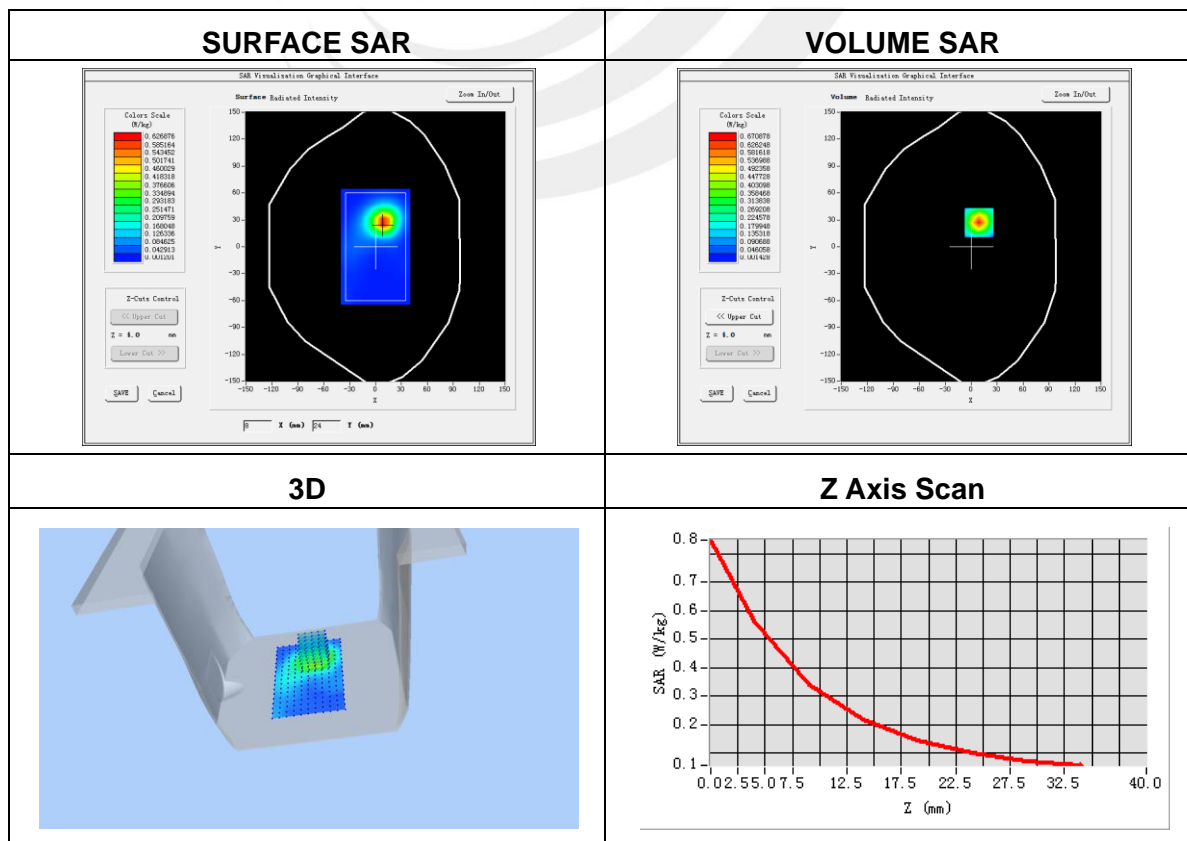 SURFACE SAR
VOLUME SAR
SAR Visualisation Graphical Interface
Surface Radiated Intensity
Zoom In/Out
Colors Scale
(W/kg)
0.626876
0.585164
0.543452
0.501741
0.460029
0.418318
0.376606
0.334894
0.293183
0.251471
0.209759
0.168048
0.126336
0.084625
0.042913
0.001201
150
90
60
30
Y
0
-30
-60
-90
-120
-150
-150 -120 -90 -60 -30 0 30 60 90 120 150
X
Z-Cuts Control
<< Upper Cut
Z = 4.0 mm
Lower Cut >>
SAVE
Cancel
8 X (mm) 24 Y (mm)
SAR Visualisation Graphical Interface
Volume Radiated Intensity
Zoom In/Out
Colors Scale
(W/kg)
0.670878
0.626248
0.581618
0.536988
0.492358
0.447728
0.403098
0.358468
0.313838
0.269208
0.224578
0.179948
0.135318
0.090688
0.046058
0.001428
150
90
60
30
Y
0
-30
-60
-90
-120
-150
-150 -120 -90 -60 -30 0 30 60 90 120 150
X
Z-Cuts Control
<< Upper Cut
Z = 4.0 mm
Lower Cut >>
SAVE
Cancel
3D
Z Axis Scan
0.8
0.7
0.6
0.5
0.4
0.3
0.2
0.1
SAR (W/kg)
0.0 2.5 5.0 7.5 12.5 17.5 22.5 27.5 32.5 40.0
Z (mm)